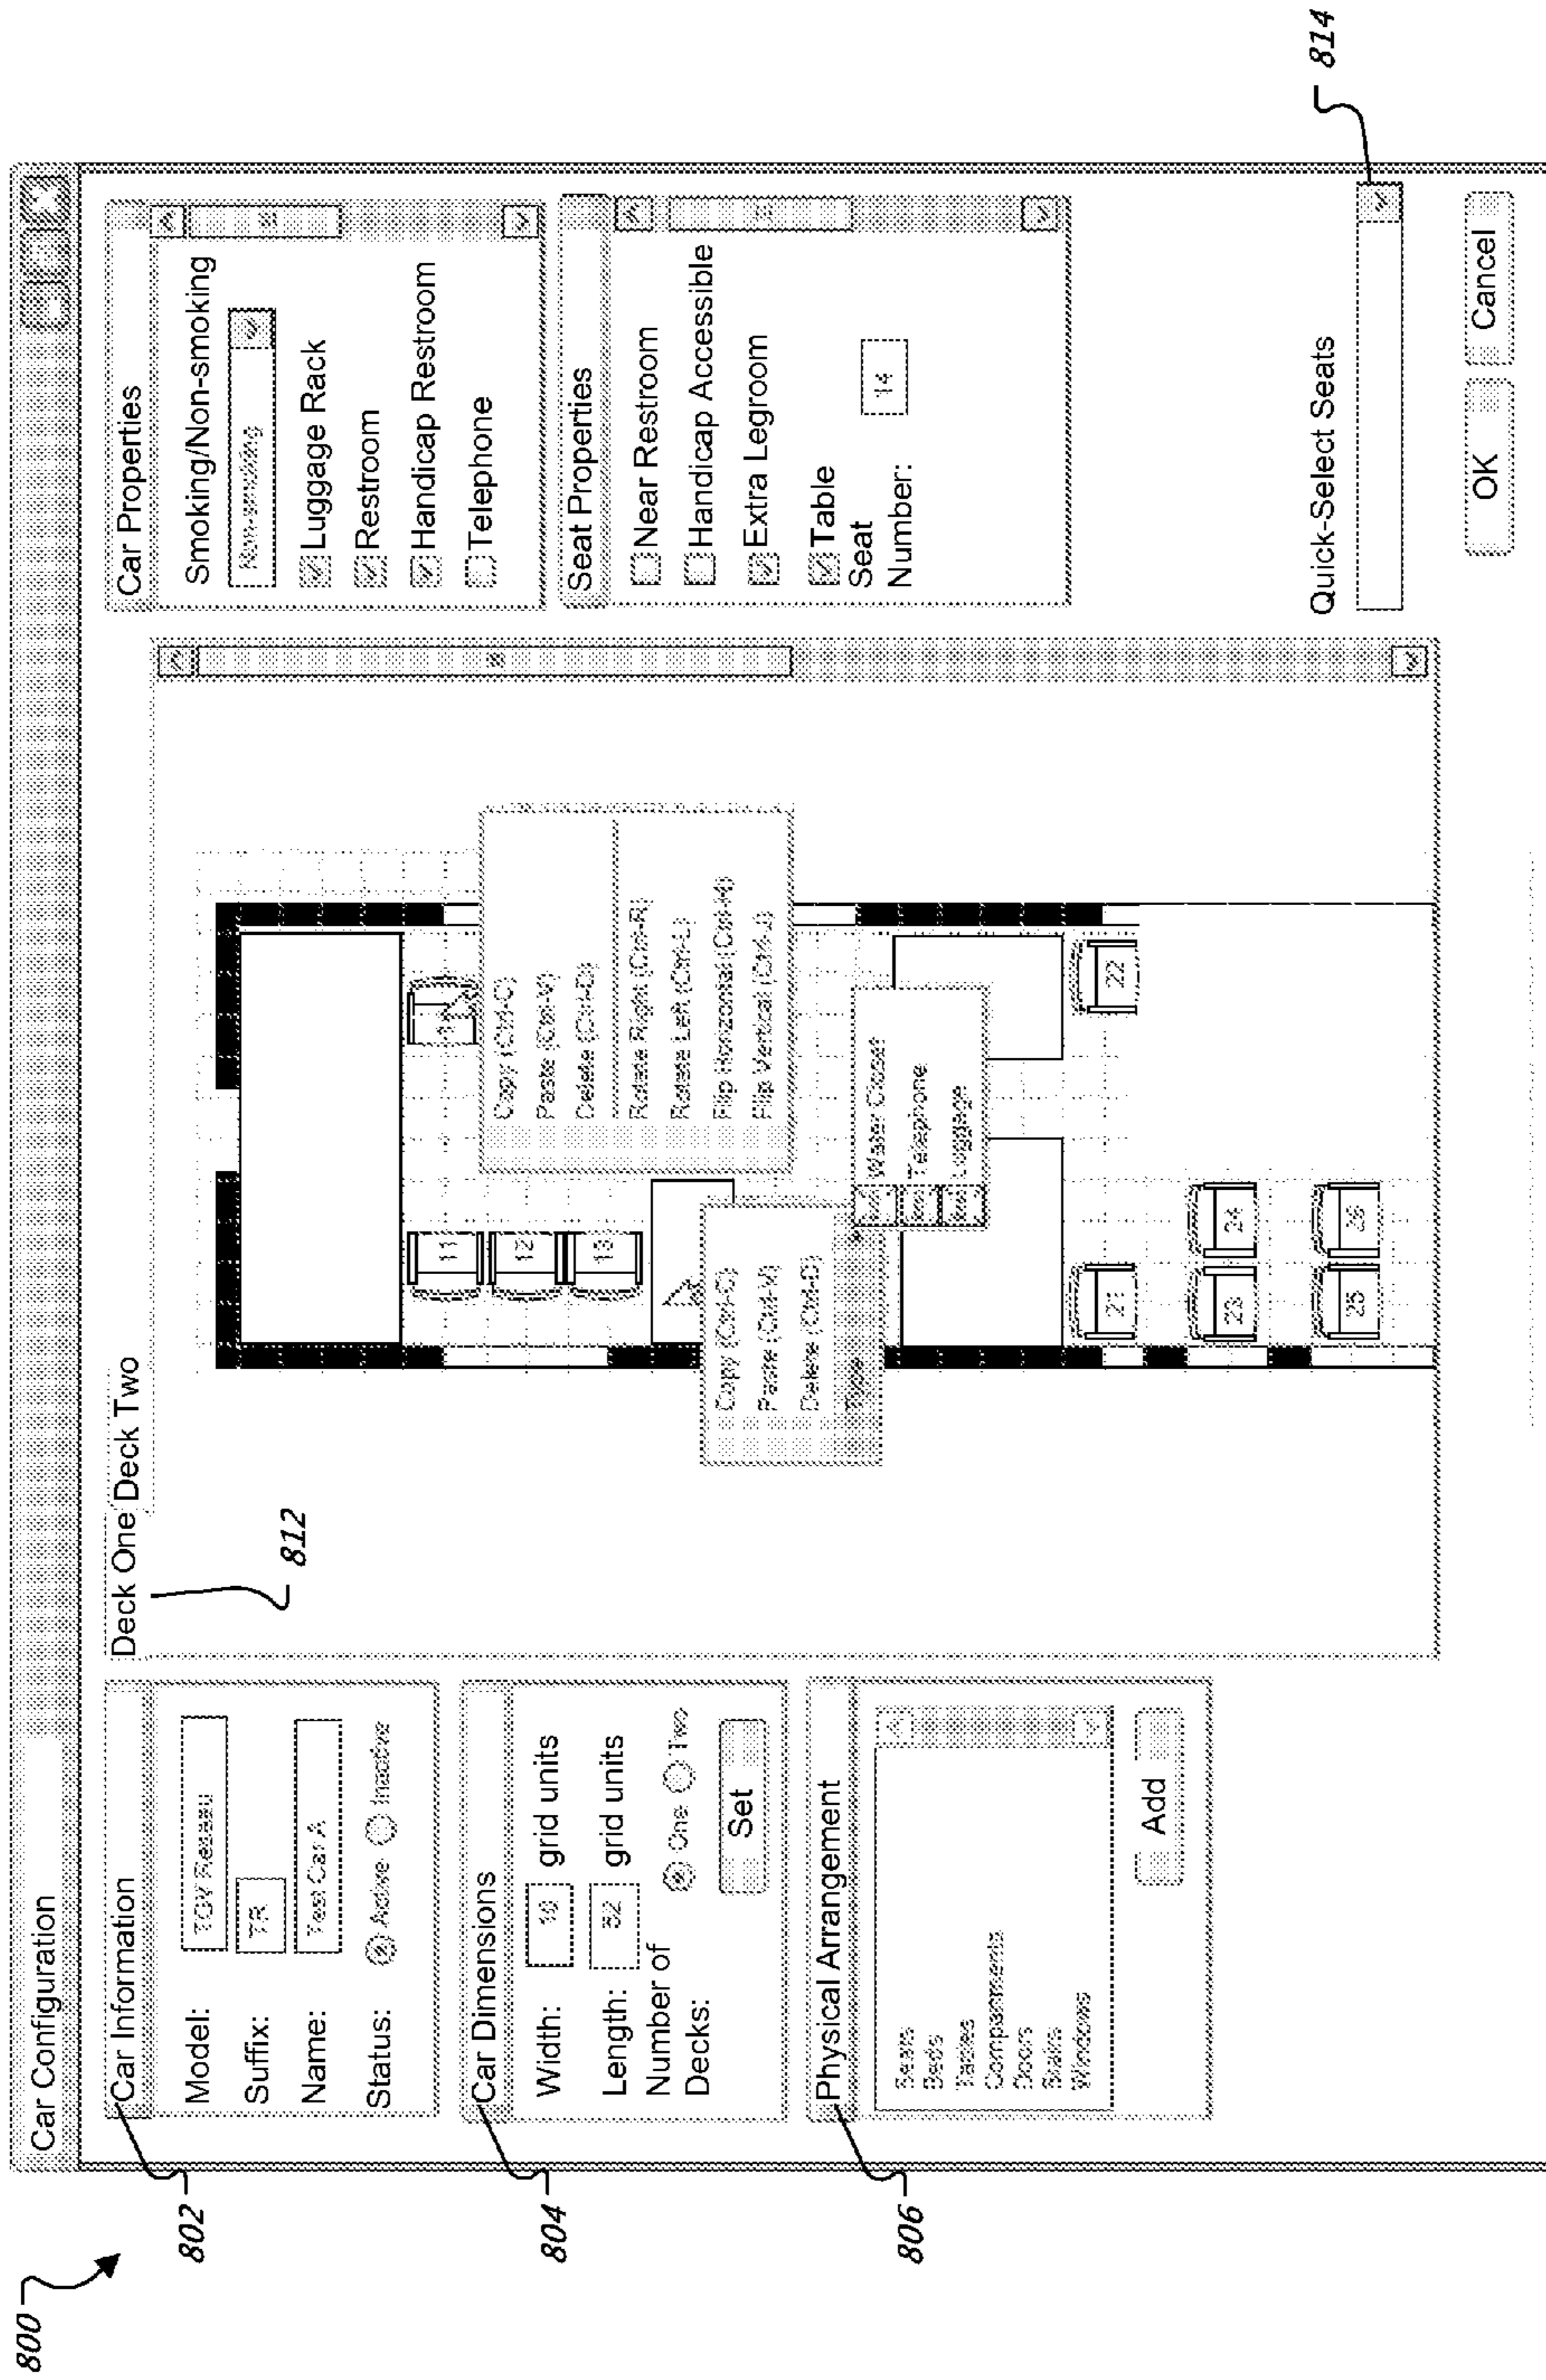 800
Car Configuration
802
Car Information
Model: TGV Reseau
Suffix: TR
Name: Test Car A
Status: Active Inactive
804
Car Dimensions
Width: 10 grid units
Length: 52 grid units
Number of
Decks: One Two
Set
806
Physical Arrangement
Seats
Beds
Tables
Compartments
Doors
Stairs
Windows
Add
Deck One Deck Two
812
11
12
13
14
Copy (Ctrl-C)
Paste (Ctrl-V)
Delete (Ctrl-D)
Rotate Right (Ctrl-R)
Rotate Left (Ctrl-L)
Flip Horizontal (Ctrl-H)
Flip Vertical (Ctrl-J)
Copy (Ctrl-C)
Paste (Ctrl-V)
Delete (Ctrl-D)
Type
Water Closet
Telephone
Luggage
21
22
23
24
25
26
Car Properties
Smoking/Non-smoking
Non-smoking
Luggage Rack
Restroom
Handicap Restroom
Telephone
Seat Properties
Near Restroom
Handicap Accessible
Extra Legroom
Table
Seat
Number: 14
Quick-Select Seats
814
OK Cancel